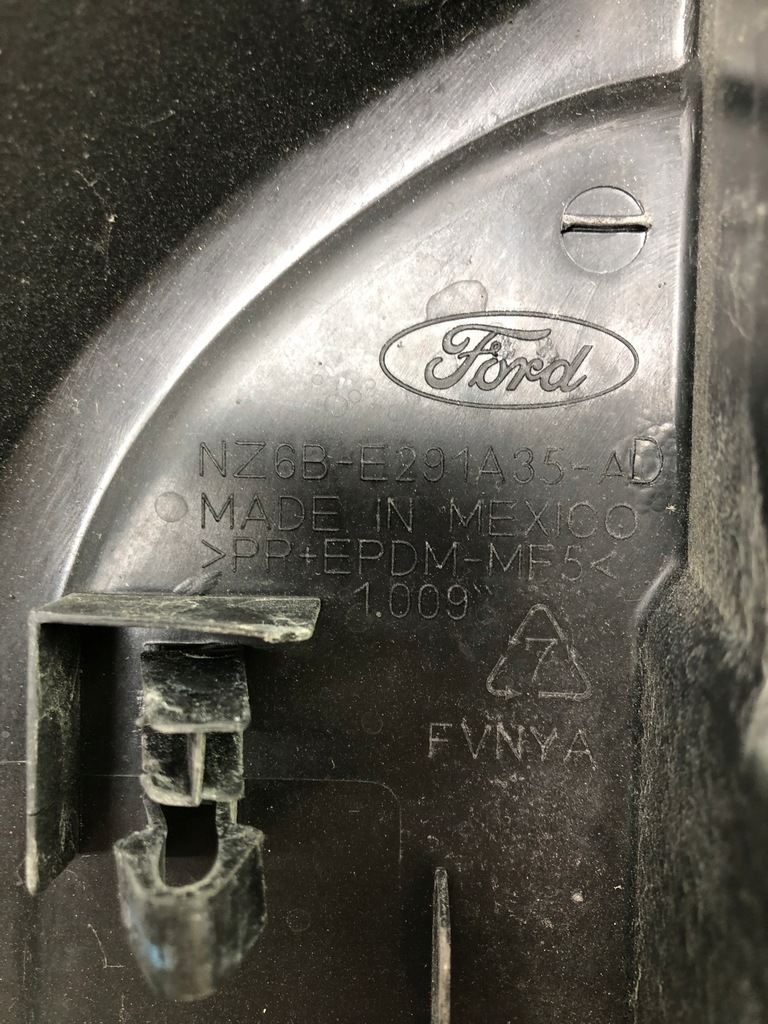 Ford
NZ6B-E291A35-AD
MADE IN MEXICO
>PP+EPDM-MF5<
1.009"
7
FVNYA